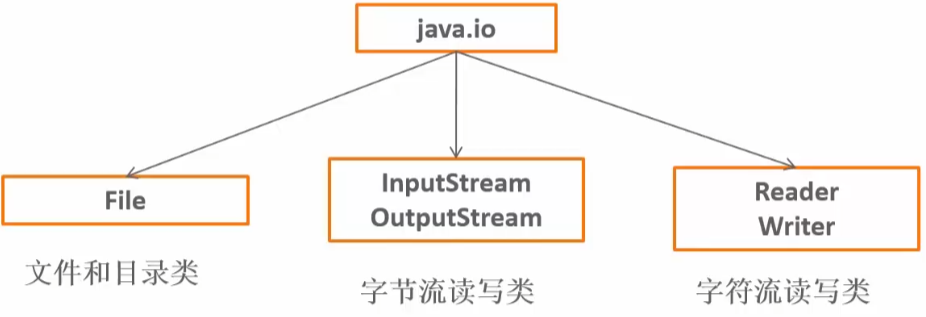 java.io
File
InputStream
OutputStream
Reader
Writer
文件和目录类
字节流读写类
字符流读写类